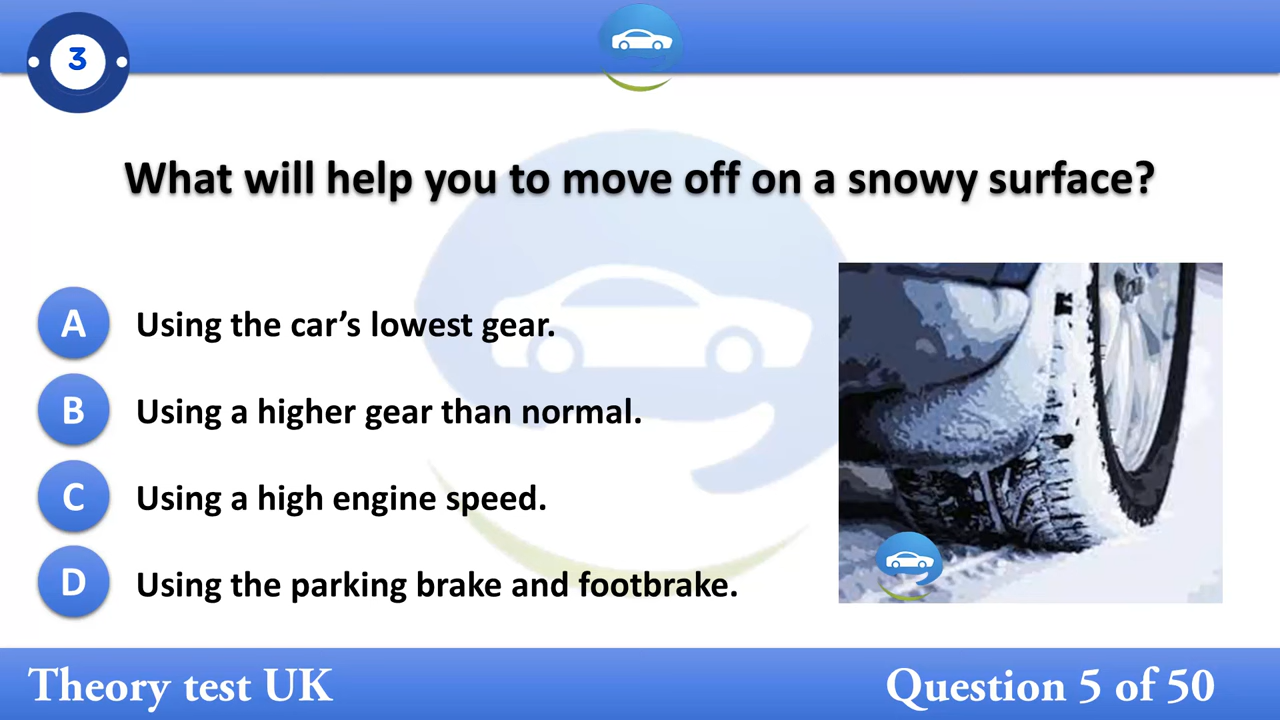 3
What will help you to move off on a snowy surface?
A Using the car’s lowest gear.
B Using a higher gear than normal.
C Using a high engine speed.
D Using the parking brake and footbrake.
Theory test UK
Question 5 of 50